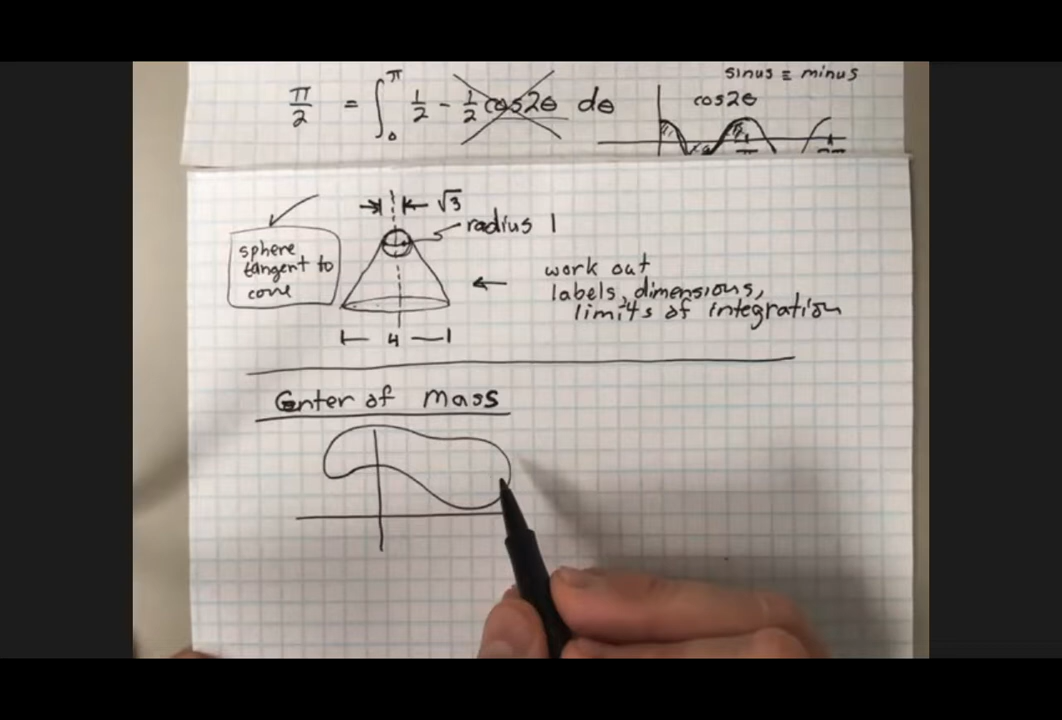 sinus ≡ minus
π/2 = ∫₀^π 1/2 - 1/2 cos2θ dθ
cos2θ
√3
radius 1
sphere
tangent to
cone
work out
labels, dimensions,
limits of integration
4
Center of Mass